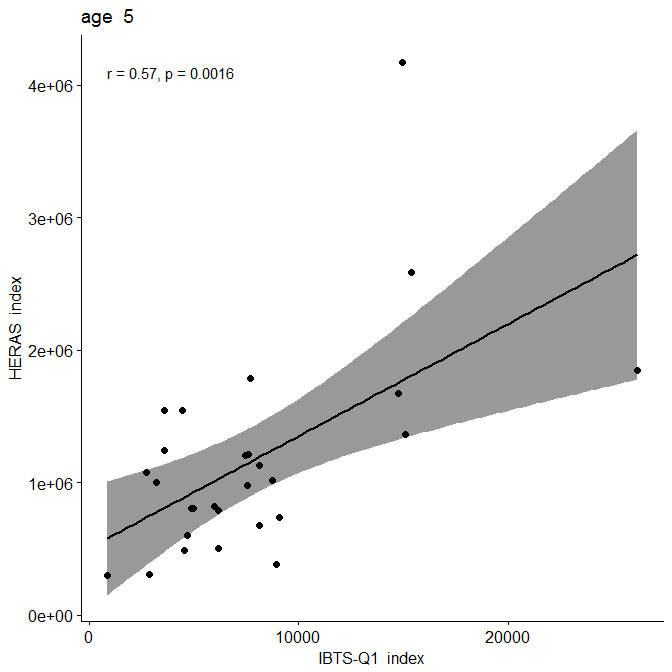 age 5
r = 0.57, p = 0.0016
4e+06
3e+06
2e+06
1e+06
0e+00
HERAS index
0
10000
20000
IBTS-Q1 index